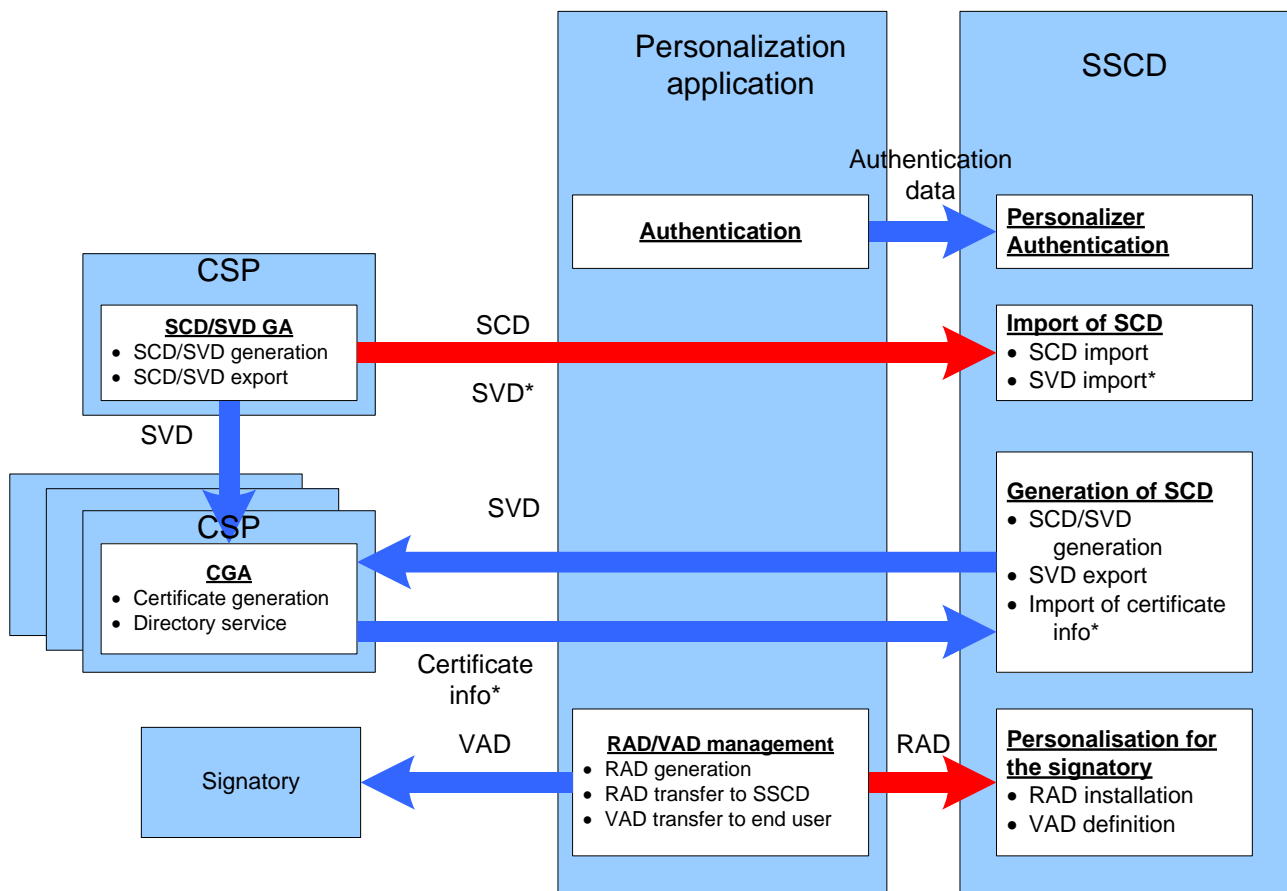 Personalization
application
SSCD
Authentication
data
Authentication
Personalizer
Authentication
CSP
SCD/SVD GA
• SCD/SVD generation
• SCD/SVD export
SCD
SVD*
Import of SCD
• SCD import
• SVD import*
SVD
CSP
CGA
• Certificate generation
• Directory service
SVD
Generation of SCD
• SCD/SVD
generation
• SVD export
• Import of certificate
info*
Certificate
info*
Signatory
VAD
RAD/VAD management
• RAD generation
• RAD transfer to SSCD
• VAD transfer to end user
RAD
Personalisation for
the signatory
• RAD installation
• VAD definition